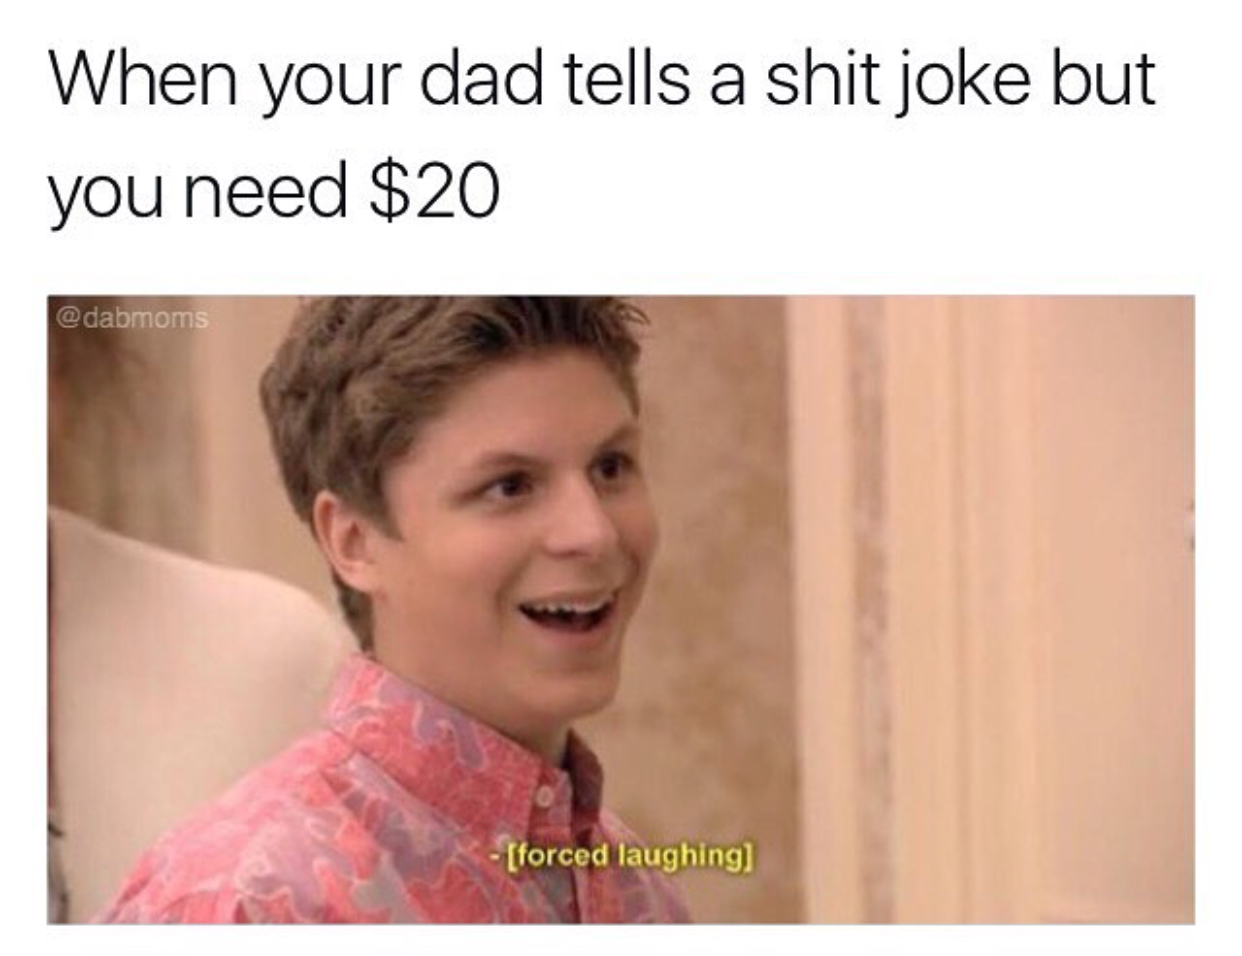 When your dad tells a shit joke but
you need $20
@dabmoms
- [forced laughing]